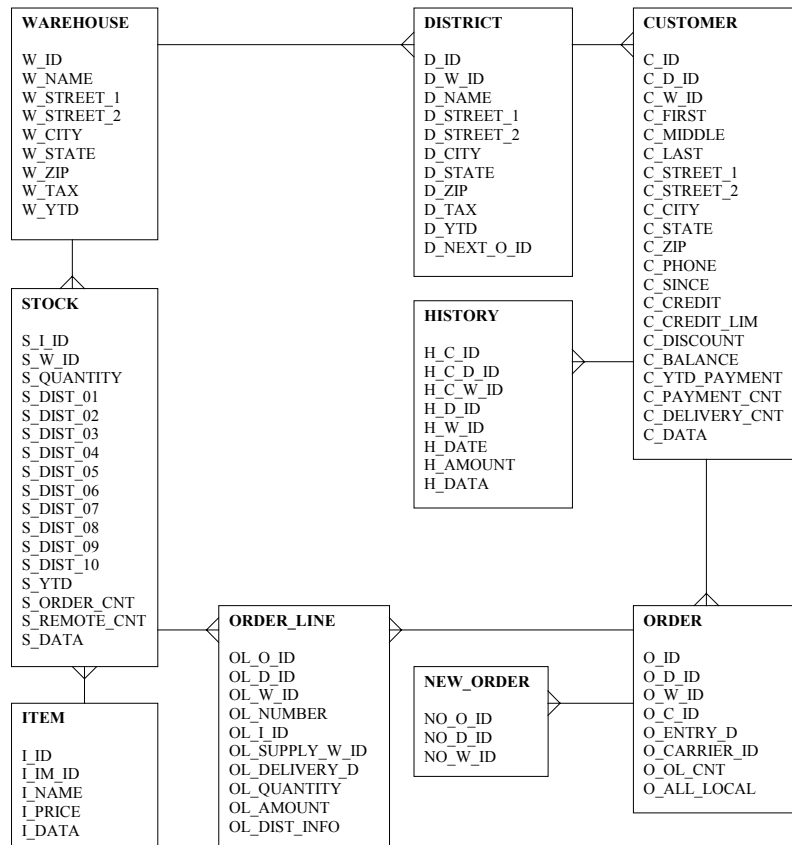 WAREHOUSE
W_ID
W_NAME
W_STREET_1
W_STREET_2
W_CITY
W_STATE
W_ZIP
W_TAX
W_YTD
DISTRICT
D_ID
D_W_ID
D_NAME
D_STREET_1
D_STREET_2
D_CITY
D_STATE
D_ZIP
D_TAX
D_YTD
D_NEXT_O_ID
CUSTOMER
C_ID
C_D_ID
C_W_ID
C_FIRST
C_MIDDLE
C_LAST
C_STREET_1
C_STREET_2
C_CITY
C_STATE
C_ZIP
C_PHONE
C_SINCE
C_CREDIT
C_CREDIT_LIM
C_DISCOUNT
C_BALANCE
C_YTD_PAYMENT
C_PAYMENT_CNT
C_DELIVERY_CNT
C_DATA
STOCK
S_I_ID
S_W_ID
S_QUANTITY
S_DIST_01
S_DIST_02
S_DIST_03
S_DIST_04
S_DIST_05
S_DIST_06
S_DIST_07
S_DIST_08
S_DIST_09
S_DIST_10
S_YTD
S_ORDER_CNT
S_REMOTE_CNT
S_DATA
HISTORY
H_C_ID
H_C_D_ID
H_C_W_ID
H_D_ID
H_W_ID
H_DATE
H_AMOUNT
H_DATA
ORDER_LINE
OL_O_ID
OL_D_ID
OL_W_ID
OL_NUMBER
OL_I_ID
OL_SUPPLY_W_ID
OL_DELIVERY_D
OL_QUANTITY
OL_AMOUNT
OL_DIST_INFO
NEW_ORDER
NO_O_ID
NO_D_ID
NO_W_ID
ORDER
O_ID
O_D_ID
O_W_ID
O_C_ID
O_ENTRY_D
O_CARRIER_ID
O_OL_CNT
O_ALL_LOCAL
ITEM
I_ID
I_IM_ID
I_NAME
I_PRICE
I_DATA